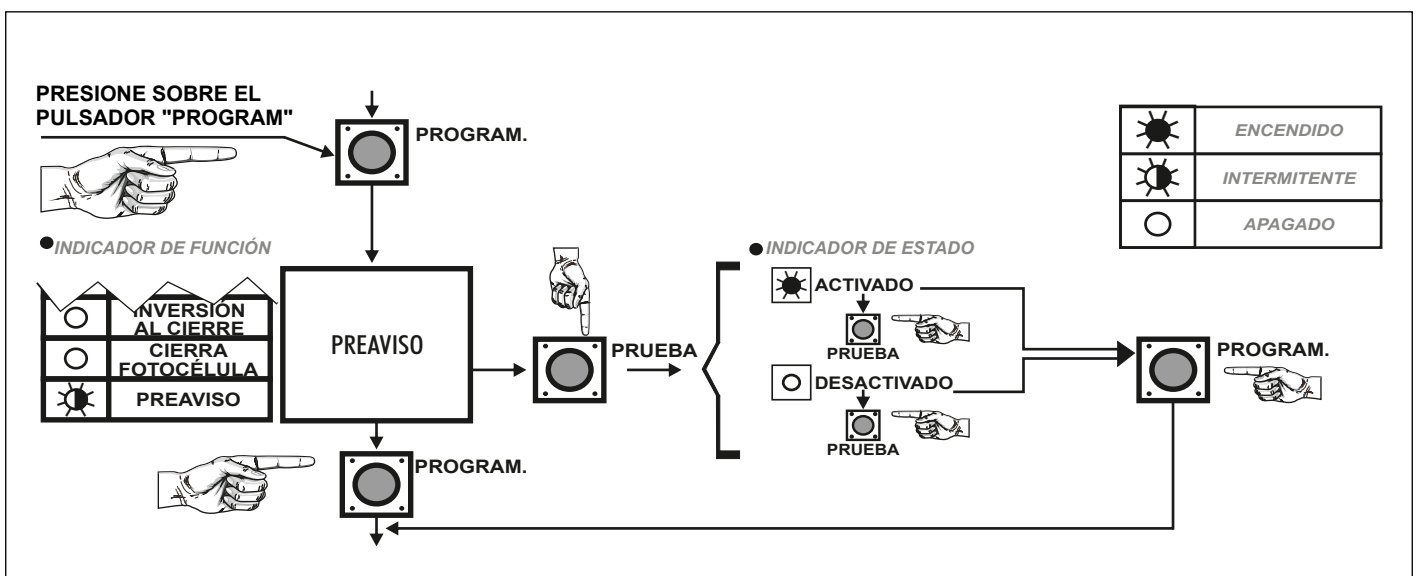 PRESIONE SOBRE EL
PULSADOR "PROGRAM"
PROGRAM.
ENCENDIDO
INTERMITENTE
APAGADO
INDICADOR DE FUNCIÓN
INVERSIÓN
AL CIERRE
CIERRA
FOTOCÉLULA
PREAVISO
PREAVISO
PRUEBA
INDICADOR DE ESTADO
ACTIVADO
PRUEBA
DESACTIVADO
PRUEBA
PROGRAM.
PROGRAM.